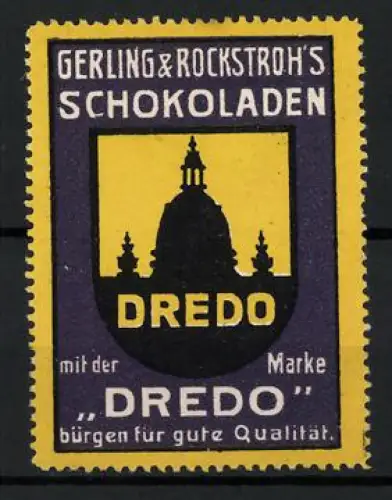 GERLING & ROCKSTROH'S
SCHOKOLADEN
DREDO
mit der Marke
„DREDO"
bürgen für gute Qualität.